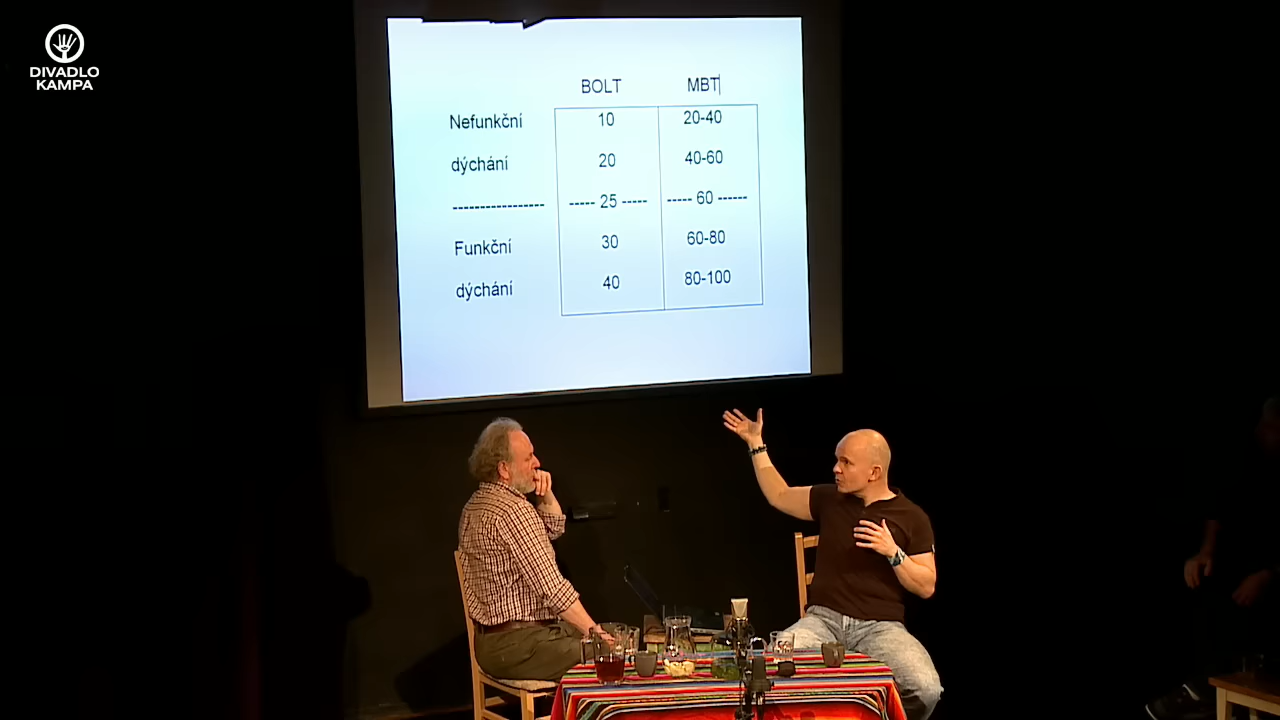 DIVADLO
KAMPA
BOLT MBT
Nefunkční 10 20-40
dýchání 20 40-60
----------------- ----- 25 ----- ----- 60 ------
Funkční 30 60-80
dýchání 40 80-100